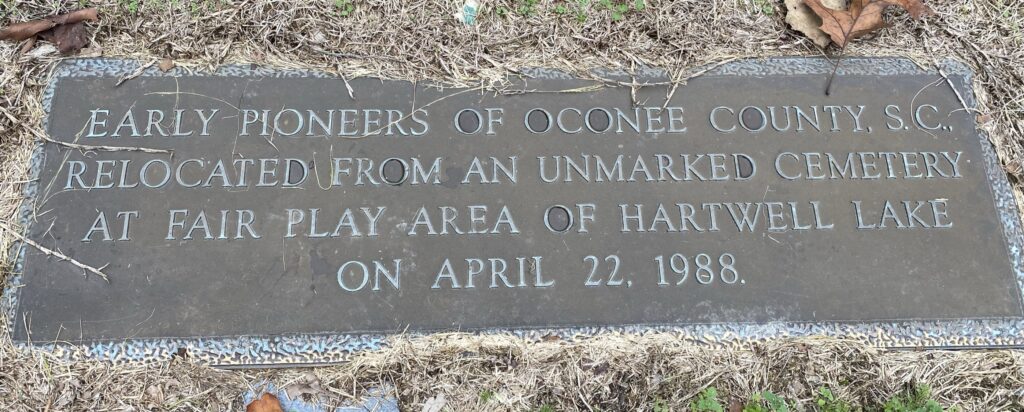 EARLY PIONEERS OF OCONEE COUNTY, S.C.,
RELOCATED FROM AN UNMARKED CEMETERY
AT FAIR PLAY AREA OF HARTWELL LAKE
ON APRIL 22, 1988.